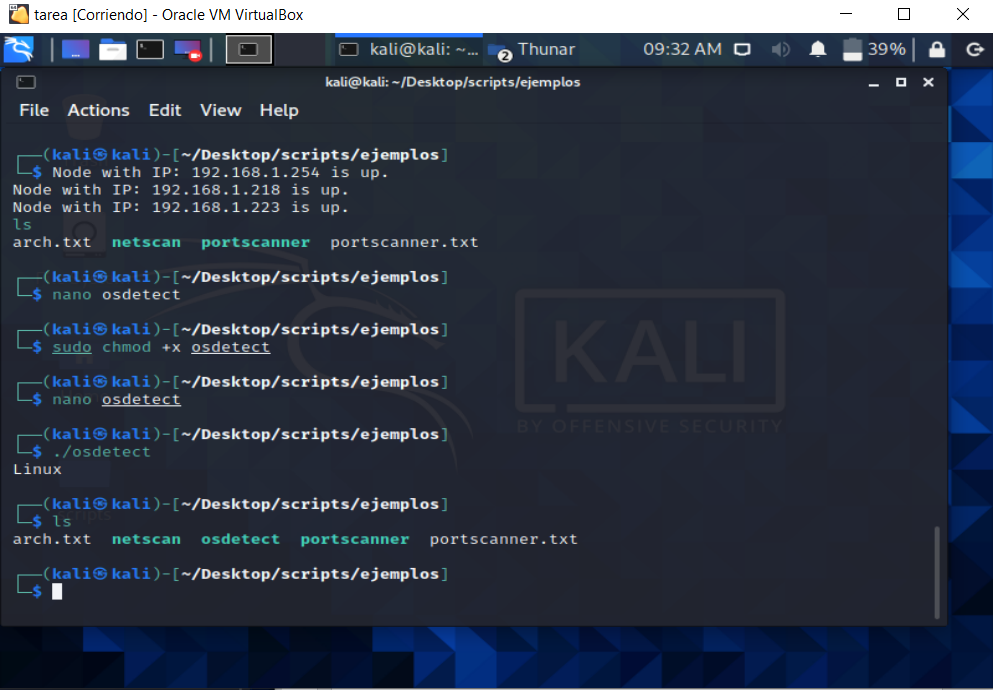 tarea [Corriendo] - Oracle VM VirtualBox
kali@kali: ~... 2 Thunar 09:32 AM 39%
kali@kali: ~/Desktop/scripts/ejemplos
File Actions Edit View Help
┌──(kali㉿kali)-[~/Desktop/scripts/ejemplos]
└─$ Node with IP: 192.168.1.254 is up.
Node with IP: 192.168.1.218 is up.
Node with IP: 192.168.1.223 is up.
ls
arch.txt netscan portscanner portscanner.txt
┌──(kali㉿kali)-[~/Desktop/scripts/ejemplos]
└─$ nano osdetect
┌──(kali㉿kali)-[~/Desktop/scripts/ejemplos]
└─$ sudo chmod +x osdetect
┌──(kali㉿kali)-[~/Desktop/scripts/ejemplos]
└─$ nano osdetect
┌──(kali㉿kali)-[~/Desktop/scripts/ejemplos]
└─$ ./osdetect
Linux
┌──(kali㉿kali)-[~/Desktop/scripts/ejemplos]
└─$ ls
arch.txt netscan osdetect portscanner portscanner.txt
┌──(kali㉿kali)-[~/Desktop/scripts/ejemplos]
└─$
KALI
BY OFFENSIVE SECURITY